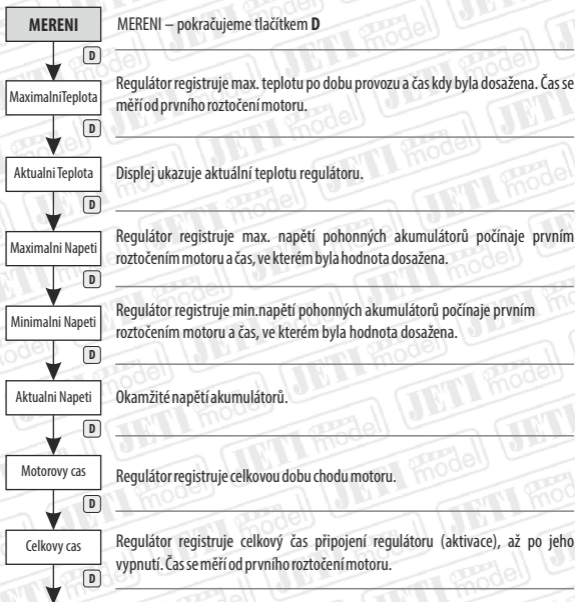 MERENI
MERENI – pokračujeme tlačítkem D
D
MaximalniTeplota
Regulátor registruje max. teplotu po dobu provozu a čas kdy byla dosažena. Čas se
měří od prvního roztočení motoru.
D
Aktualni Teplota
Displej ukazuje aktuální teplotu regulátoru.
D
Maximalni Napeti
Regulátor registruje max. napětí pohonných akumulátorů počínaje prvním
roztočením motoru a čas, ve kterém byla hodnota dosažena.
D
Minimalni Napeti
Regulátor registruje min.napětí pohonných akumulátorů počínaje prvním
roztočením motoru a čas, ve kterém byla hodnota dosažena.
D
Aktualni Napeti
Okamžité napětí akumulátorů.
D
Motorovy cas
Regulátor registruje celkovou dobu chodu motoru.
D
Celkovy cas
Regulátor registruje celkový čas připojení regulátoru (aktivace), až po jeho
vypnutí. Čas se měří od prvního roztočení motoru.
D